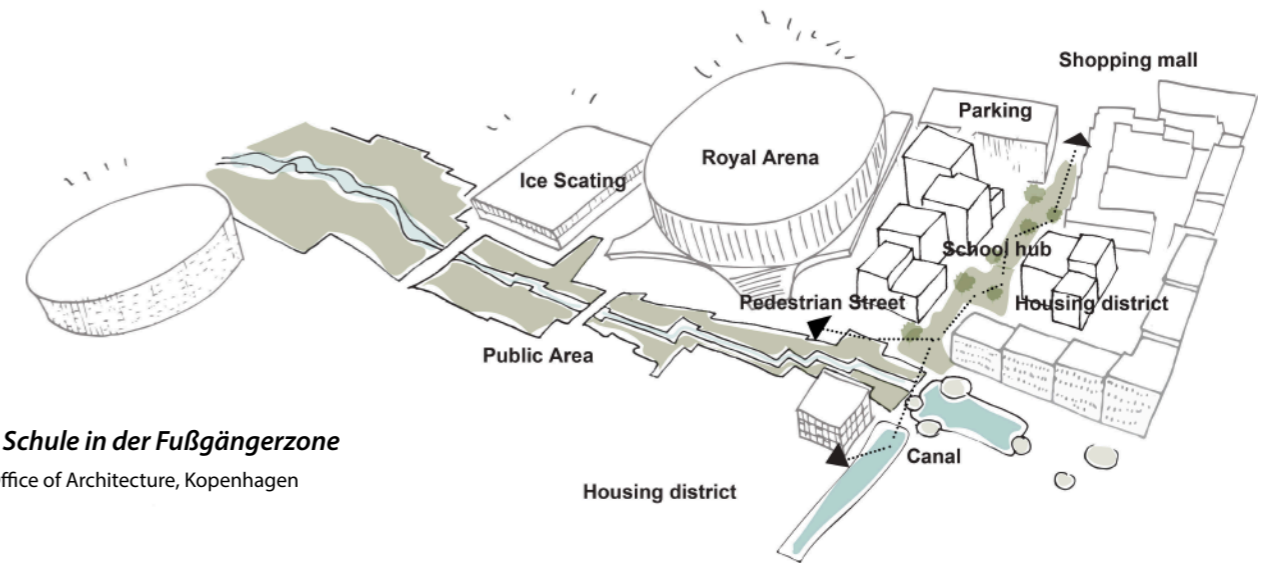 Shopping mall
Parking
Royal Arena
Ice Scating
School hub
Pedestrian Street
Housing district
Public Area
Schule in der Fußgängerzone
ffice of Architecture, Kopenhagen
Canal
Housing district